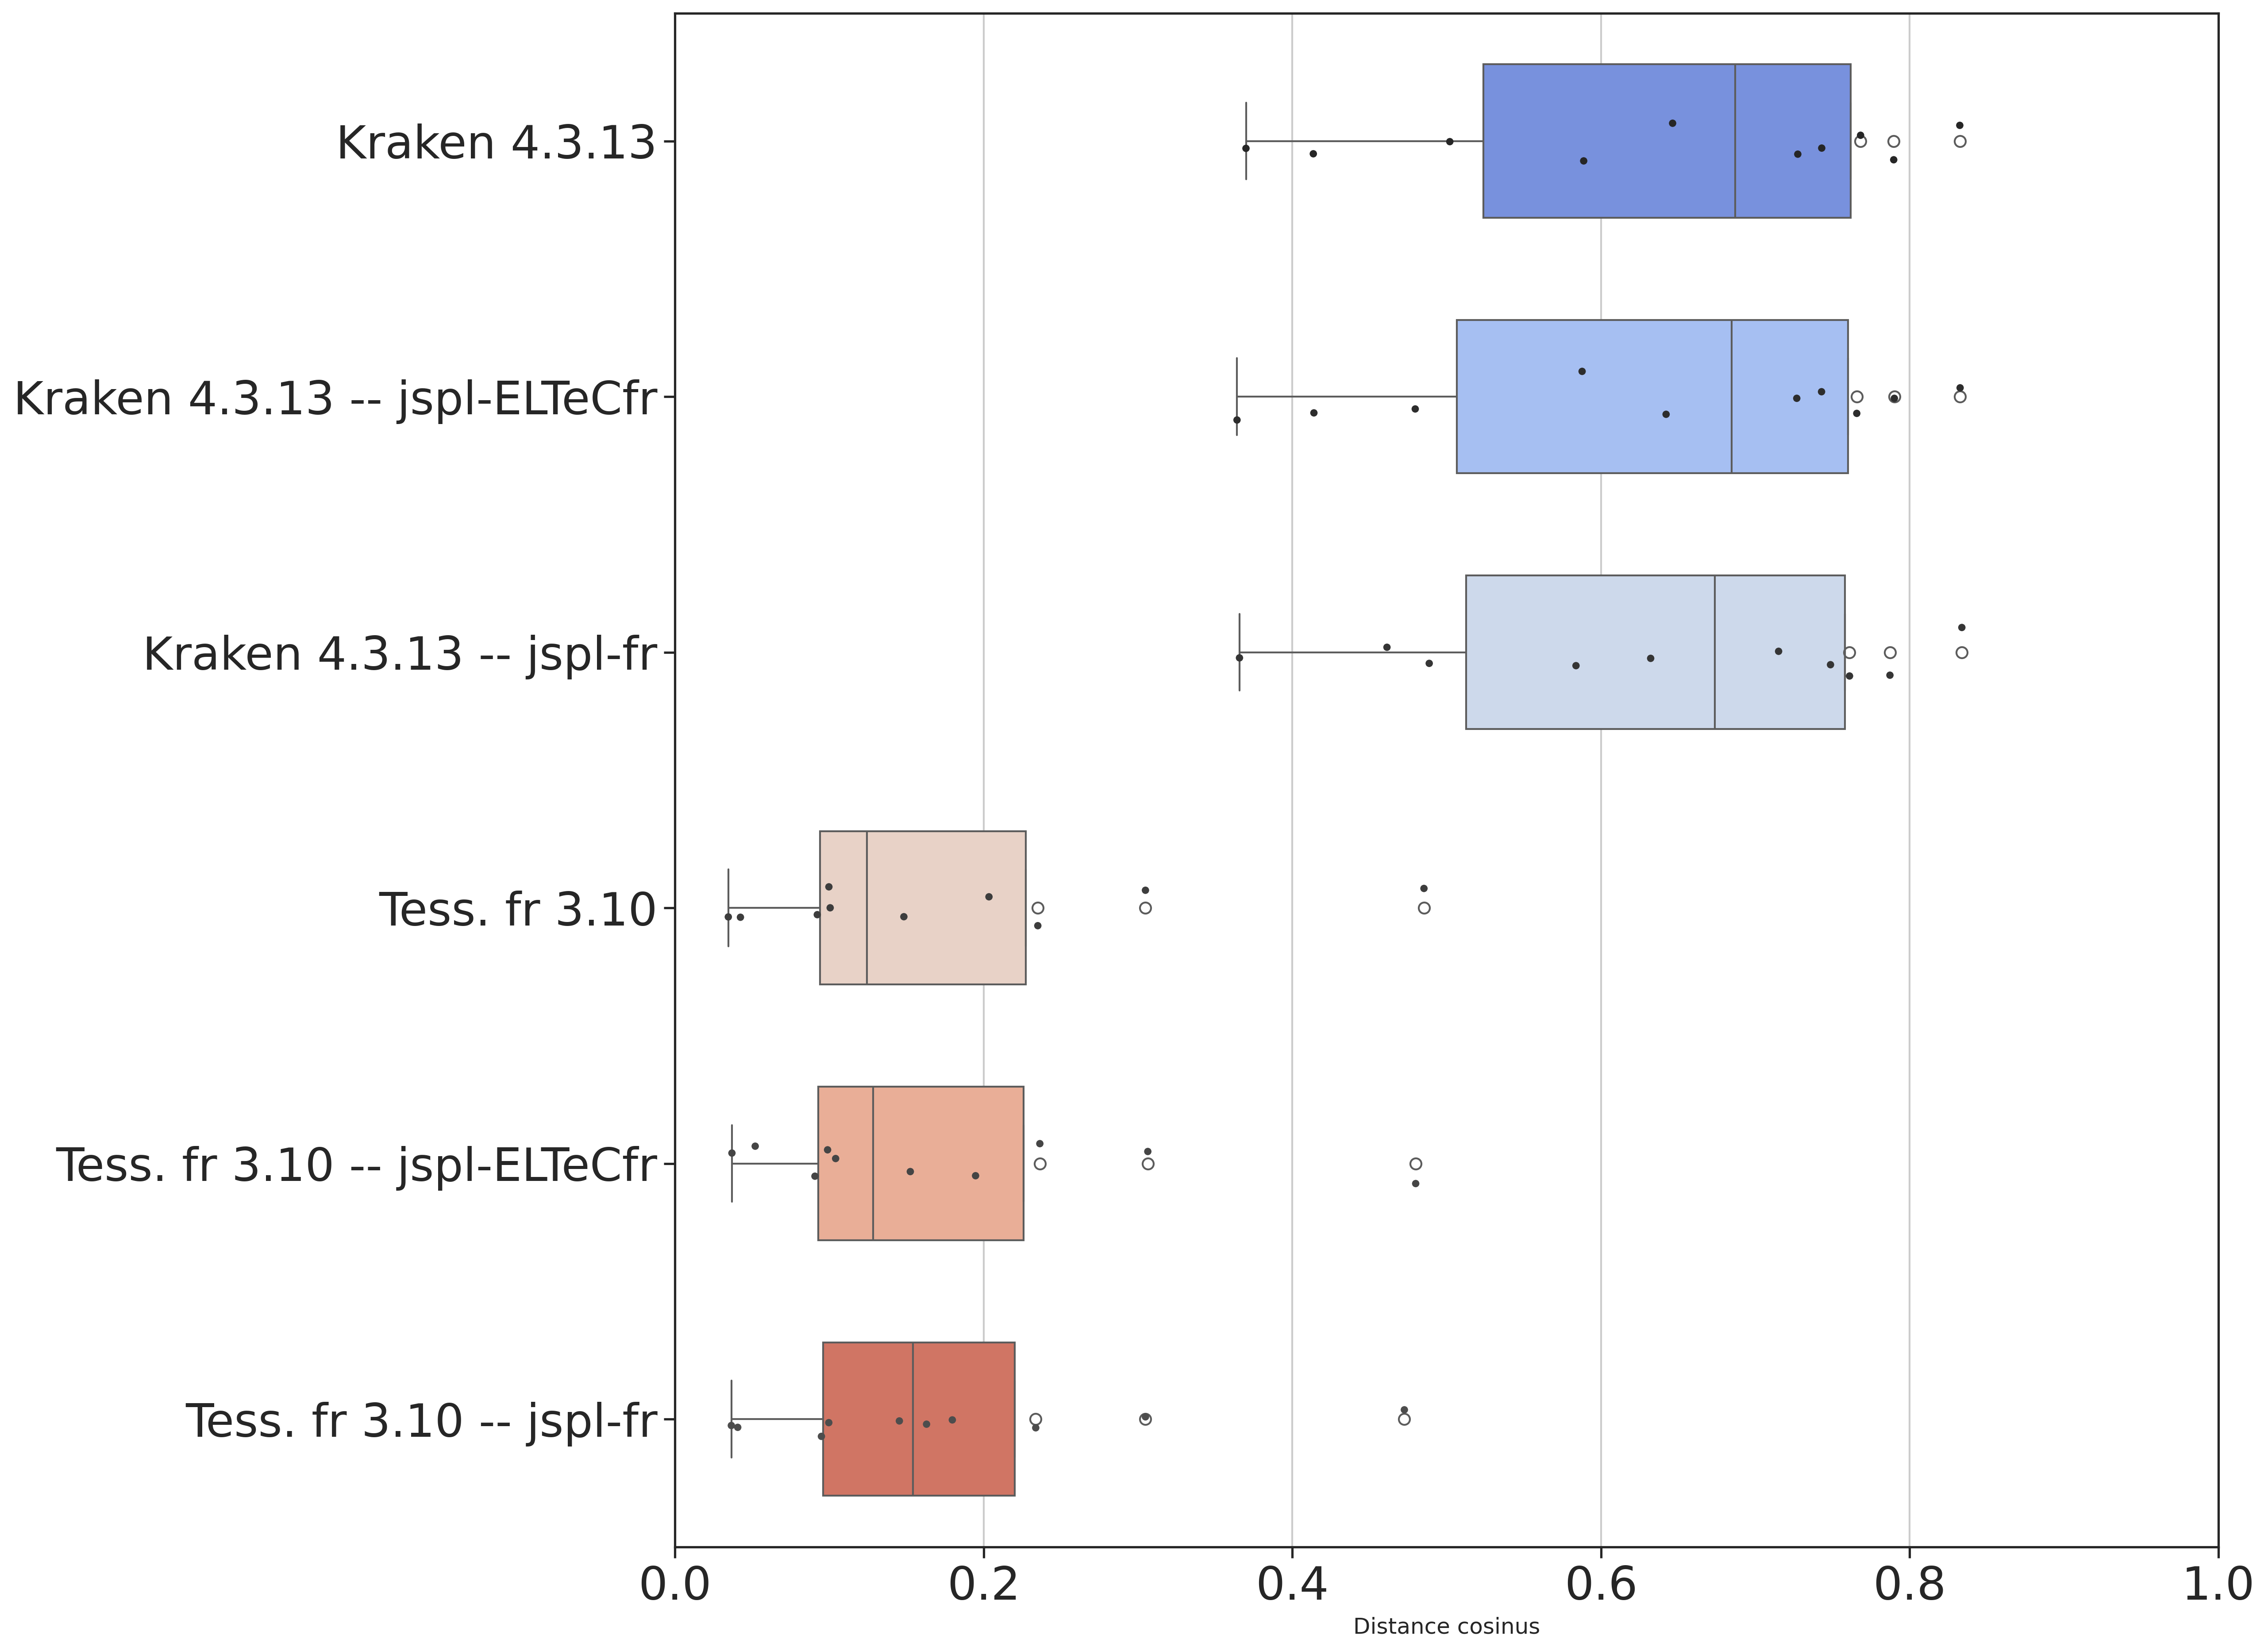 Kraken 4.3.13
Kraken 4.3.13 -- jspl-ELTeCfr
Kraken 4.3.13 -- jspl-fr
Tess. fr 3.10
Tess. fr 3.10 -- jspl-ELTeCfr
Tess. fr 3.10 -- jspl-fr
0.0 0.2 0.4 0.6 0.8 1.0
Distance cosinus